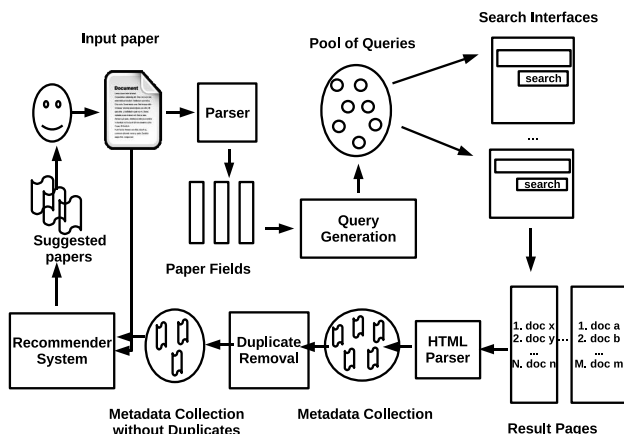 Search Interfaces
Input paper
Pool of Queries
Document
Parser
search
...
search
Suggested
papers
Paper Fields
Query
Generation
Recommender
System
Duplicate
Removal
HTML
Parser
1. doc x
2. doc y
...
N. doc n
...
1. doc a
2. doc b
...
M. doc m
Metadata Collection
without Duplicates
Metadata Collection
Result Pages